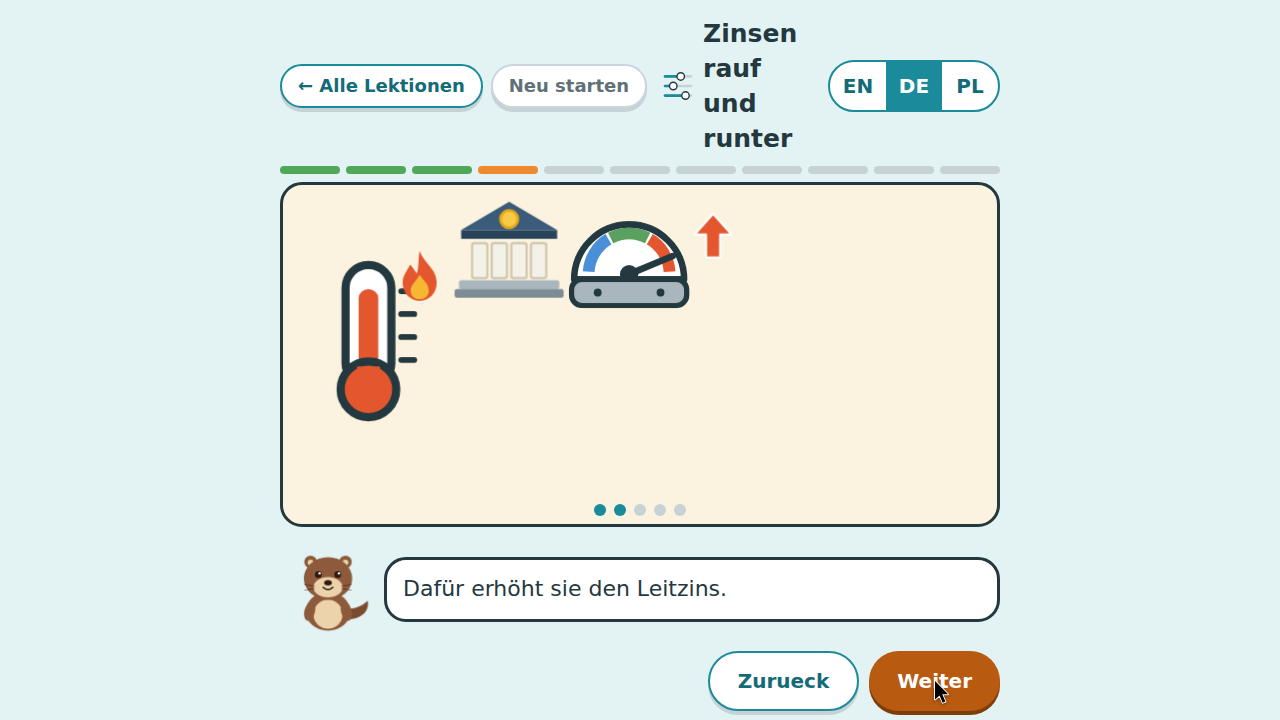 ← Alle Lektionen
Neu starten
Zinsen
rauf
und
runter
EN DE PL
Dafür erhöht sie den Leitzins.
Zurueck
Weiter